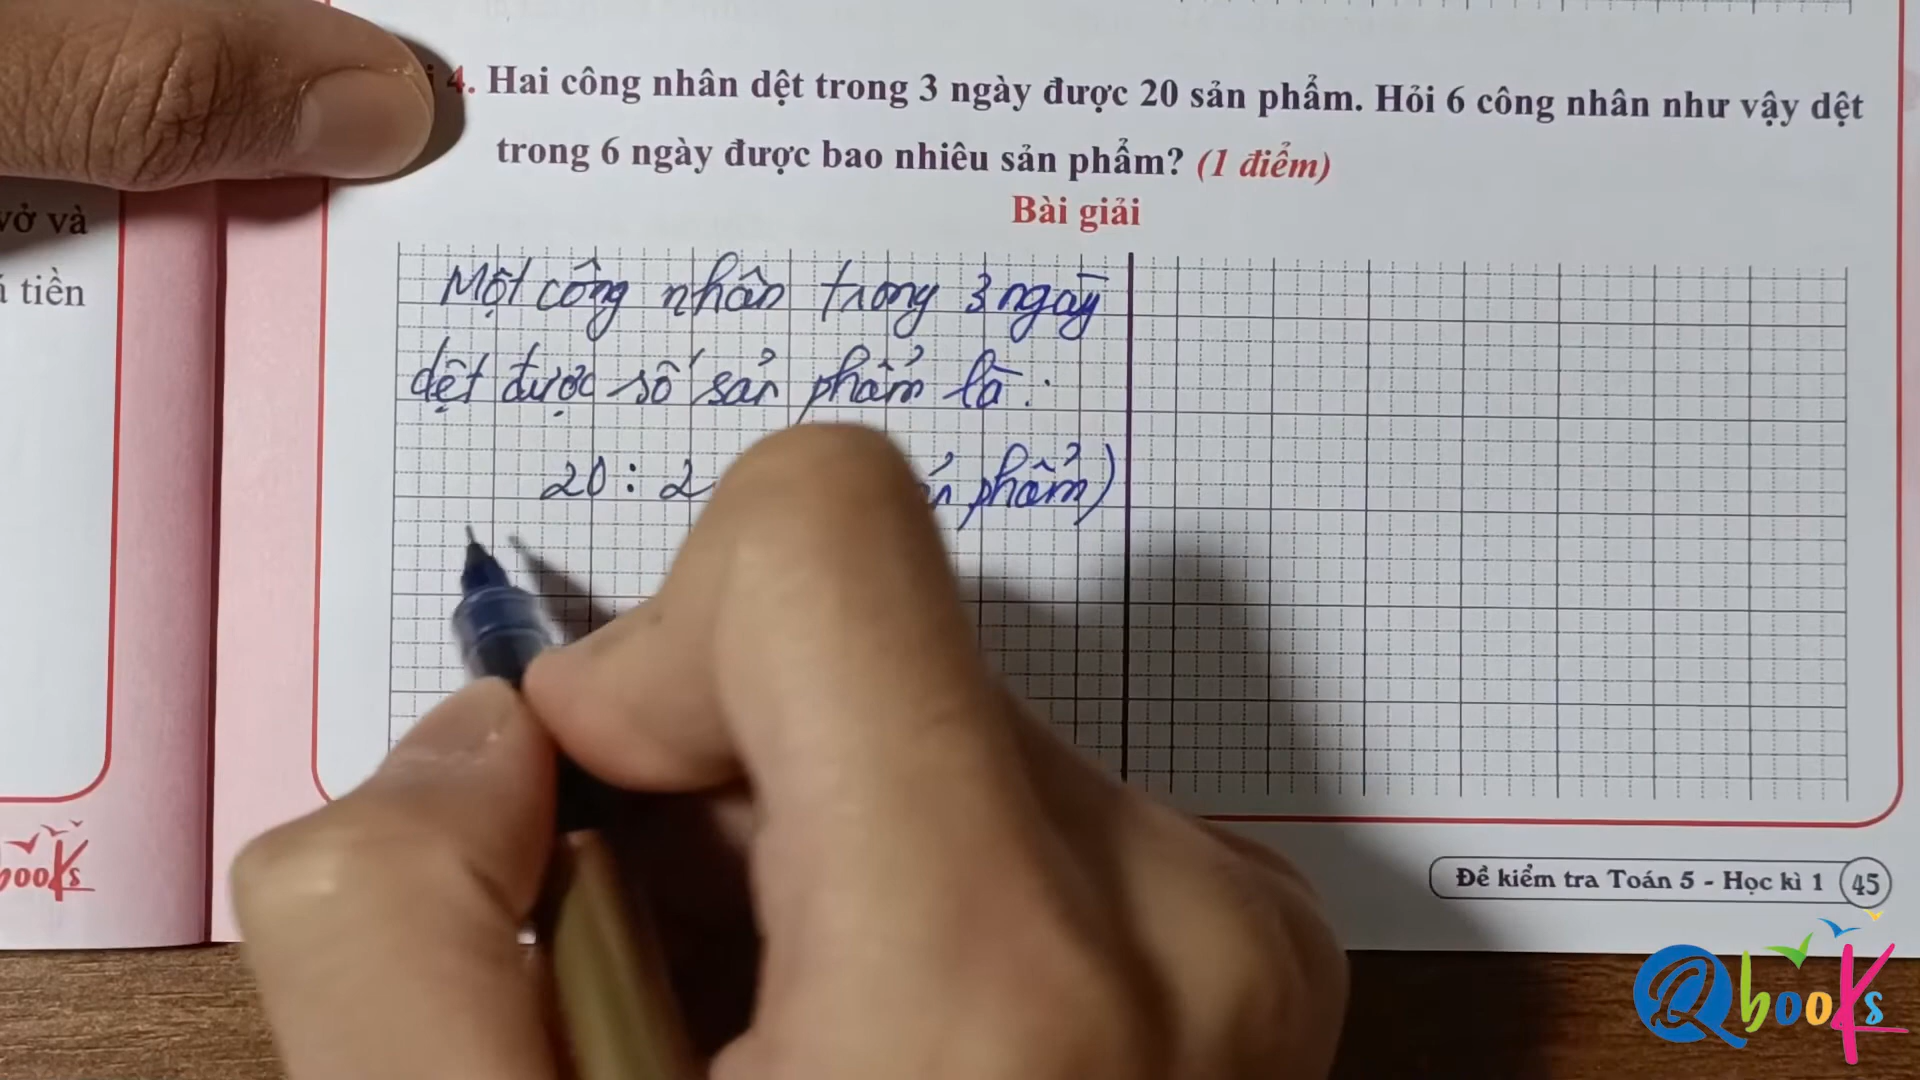 4. Hai công nhân dệt trong 3 ngày được 20 sản phẩm. Hỏi 6 công nhân như vậy dệt
trong 6 ngày được bao nhiêu sản phẩm? (1 điểm)
Bài giải
Một công nhân trong 3 ngày
dệt được số sản phẩm là:
20 : 2 phẩm)
vở và
tiền
books
Đề kiểm tra Toán 5 - Học kì 1 45
Qbooks